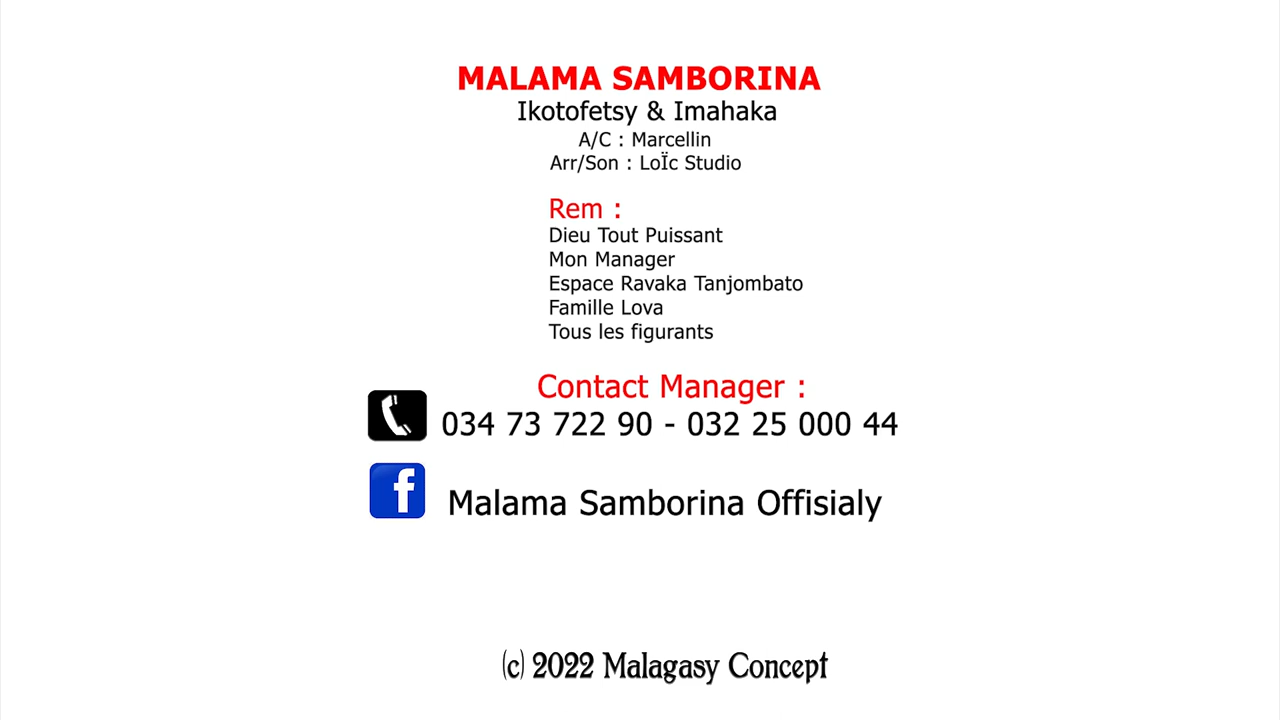 MALAMA SAMBORINA
Ikotofetsy & Imahaka
A/C : Marcellin
Arr/Son : LoÏc Studio
Rem :
Dieu Tout Puissant
Mon Manager
Espace Ravaka Tanjombato
Famille Lova
Tous les figurants
Contact Manager :
034 73 722 90 - 032 25 000 44
f
Malama Samborina Offisialy
(c) 2022 Malagasy Concept